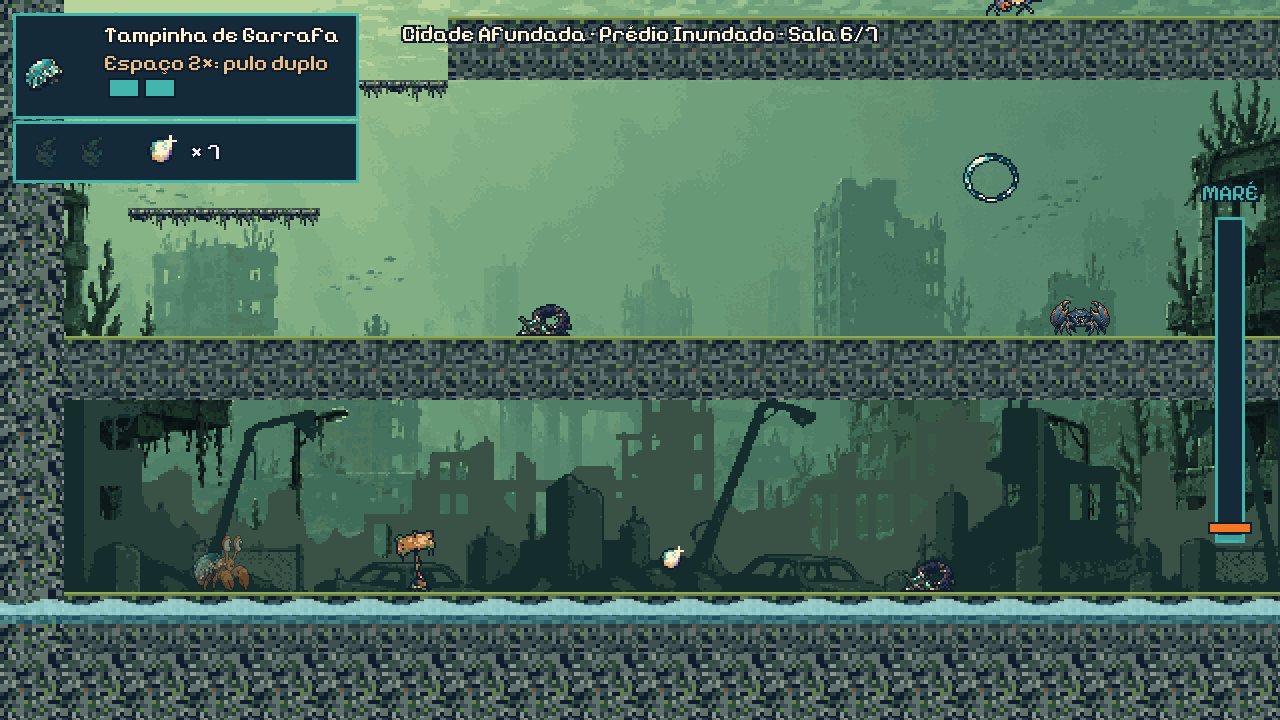 Tampinha de Garrafa
Espaço 2×: pulo duplo
× 7
Cidade Afundada · Prédio Inundado · Sala 6/7
MARÉ